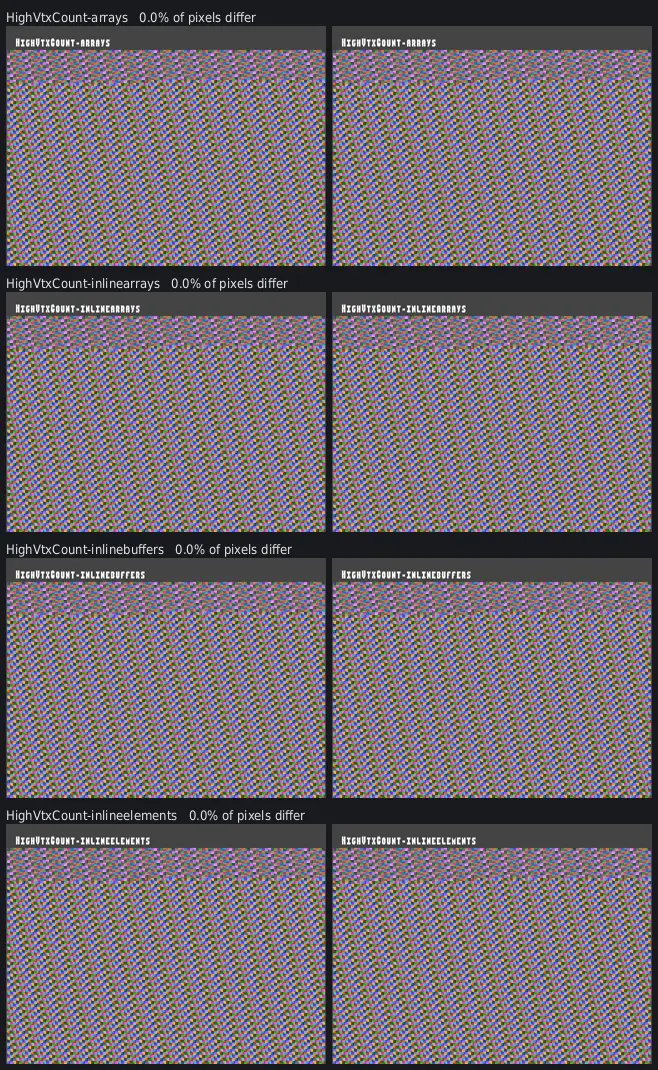 HighVtxCount-arrays 0.0% of pixels differ
HighVtxCount-arrays HighVtxCount-arrays
HighVtxCount-inlinearrays 0.0% of pixels differ
HighVtxCount-inlinearrays HighVtxCount-inlinearrays
HighVtxCount-inlinebuffers 0.0% of pixels differ
HighVtxCount-inlinebuffers HighVtxCount-inlinebuffers
HighVtxCount-inlineelements 0.0% of pixels differ
HighVtxCount-inlineelements HighVtxCount-inlineelements